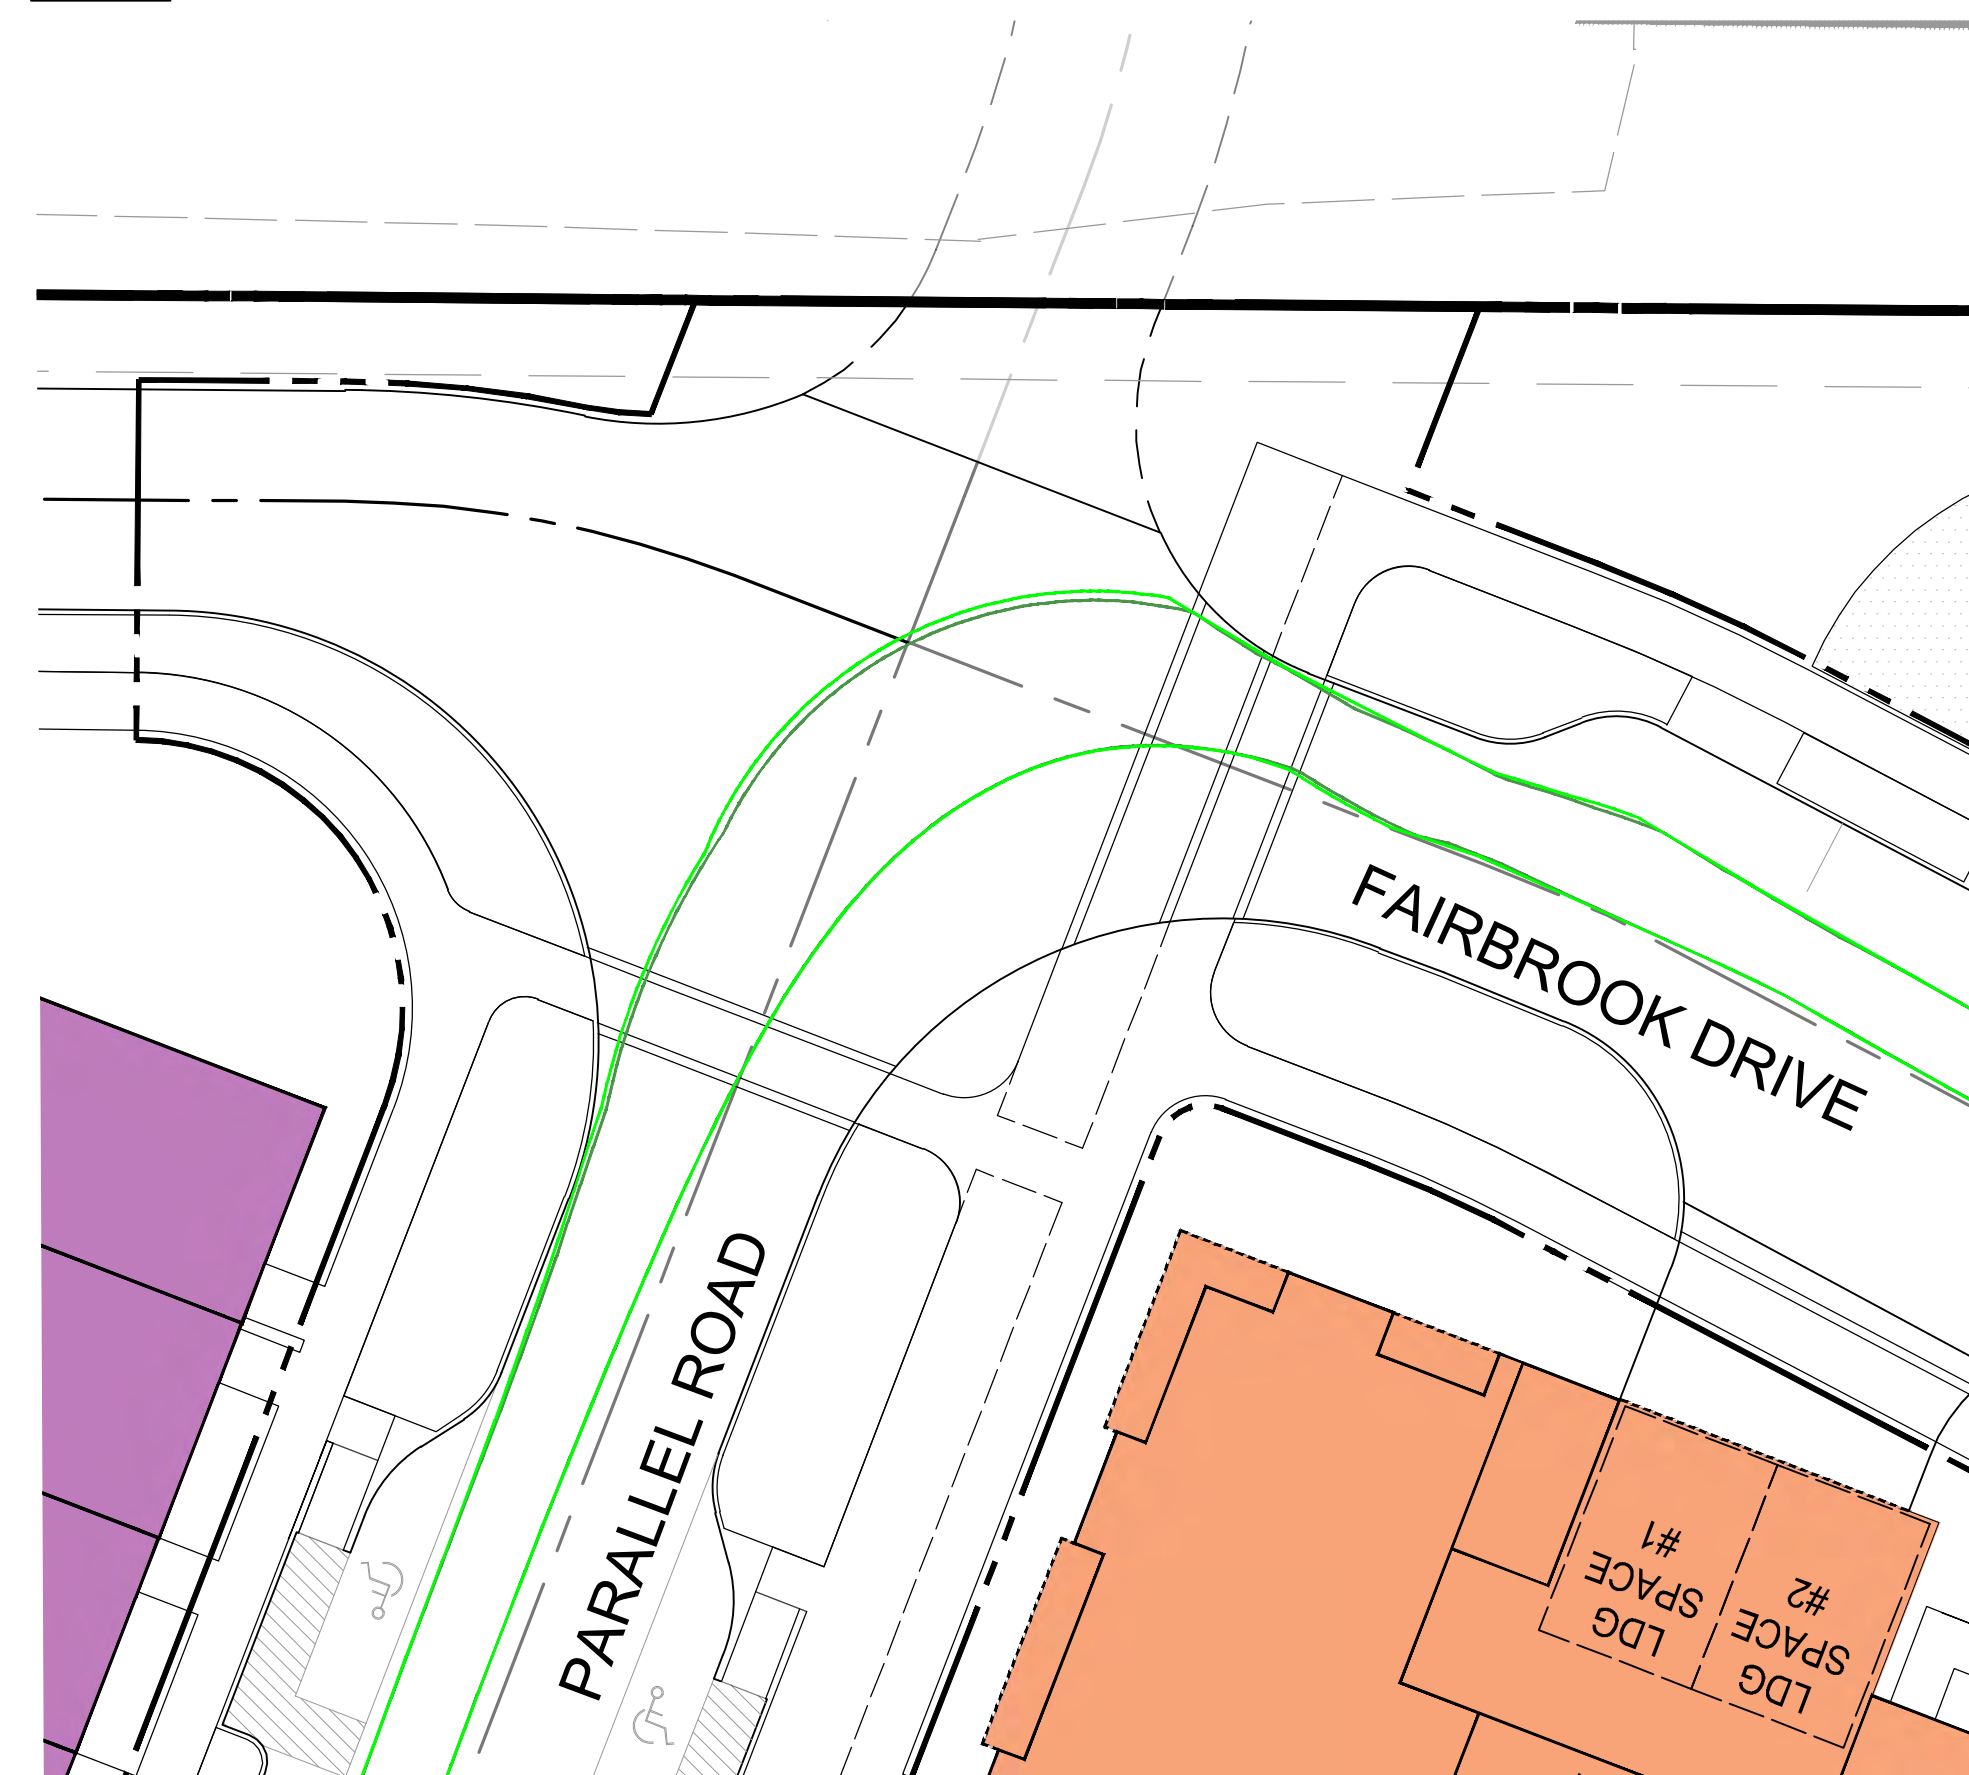 FAIRBROOK DRIVE
PARALLEL ROAD
LDG
SPACE
#1
LDG
SPACE
#2